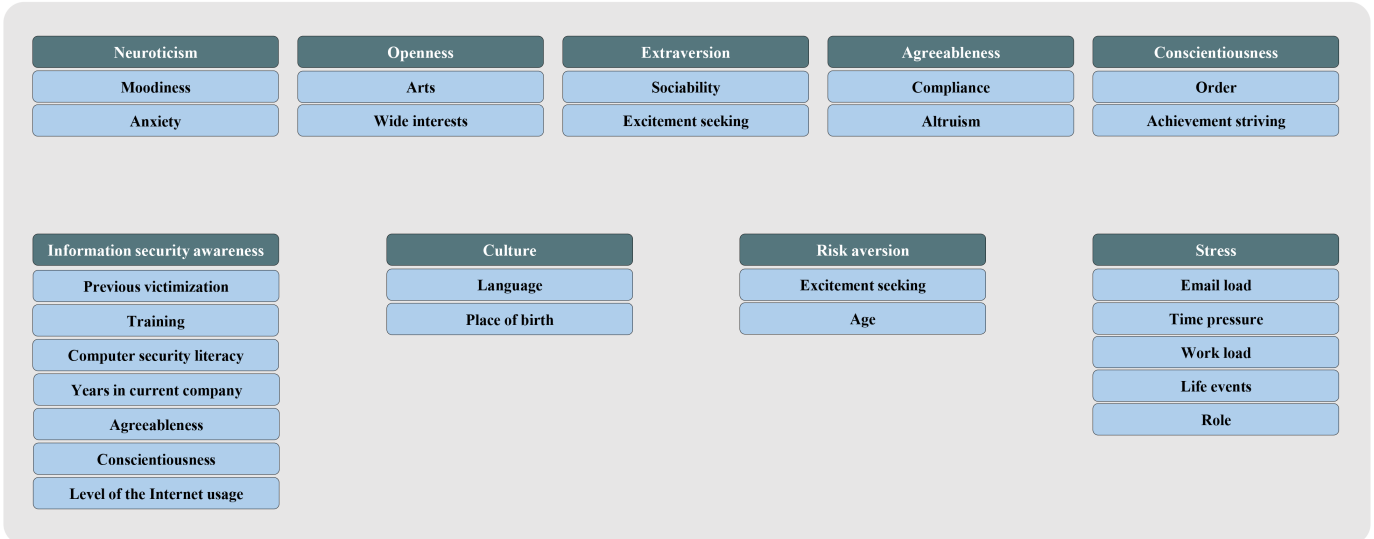 Neuroticism
Moodiness
Anxiety
Openness
Arts
Wide interests
Extraversion
Sociability
Excitement seeking
Agreeableness
Compliance
Altruism
Conscientiousness
Order
Achievement striving
Information security awareness
Previous victimization
Training
Computer security literacy
Years in current company
Agreeableness
Conscientiousness
Level of the Internet usage
Culture
Language
Place of birth
Risk aversion
Excitement seeking
Age
Stress
Email load
Time pressure
Work load
Life events
Role